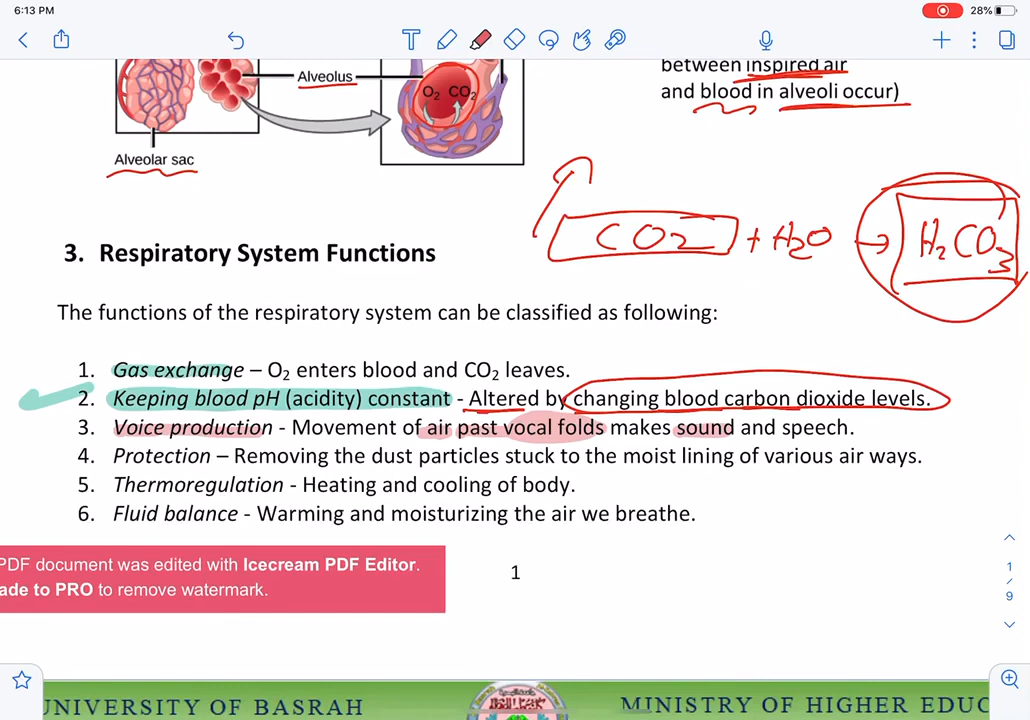 6:13 PM
28%
between inspired air
Alveolus
O₂ CO₂
and blood in alveoli occur)
Alveolar sac
CO2 + H2O → H2CO3
3. Respiratory System Functions
The functions of the respiratory system can be classified as following:
1. Gas exchange – O₂ enters blood and CO₂ leaves.
2. Keeping blood pH (acidity) constant - Altered by changing blood carbon dioxide levels.
3. Voice production - Movement of air past vocal folds makes sound and speech.
4. Protection – Removing the dust particles stuck to the moist lining of various air ways.
5. Thermoregulation - Heating and cooling of body.
6. Fluid balance - Warming and moisturizing the air we breathe.
PDF document was edited with Icecream PDF Editor.
ade to PRO to remove watermark.
1
1
/
9
UNIVERSITY OF BASRAH
MINISTRY OF HIGHER EDUC